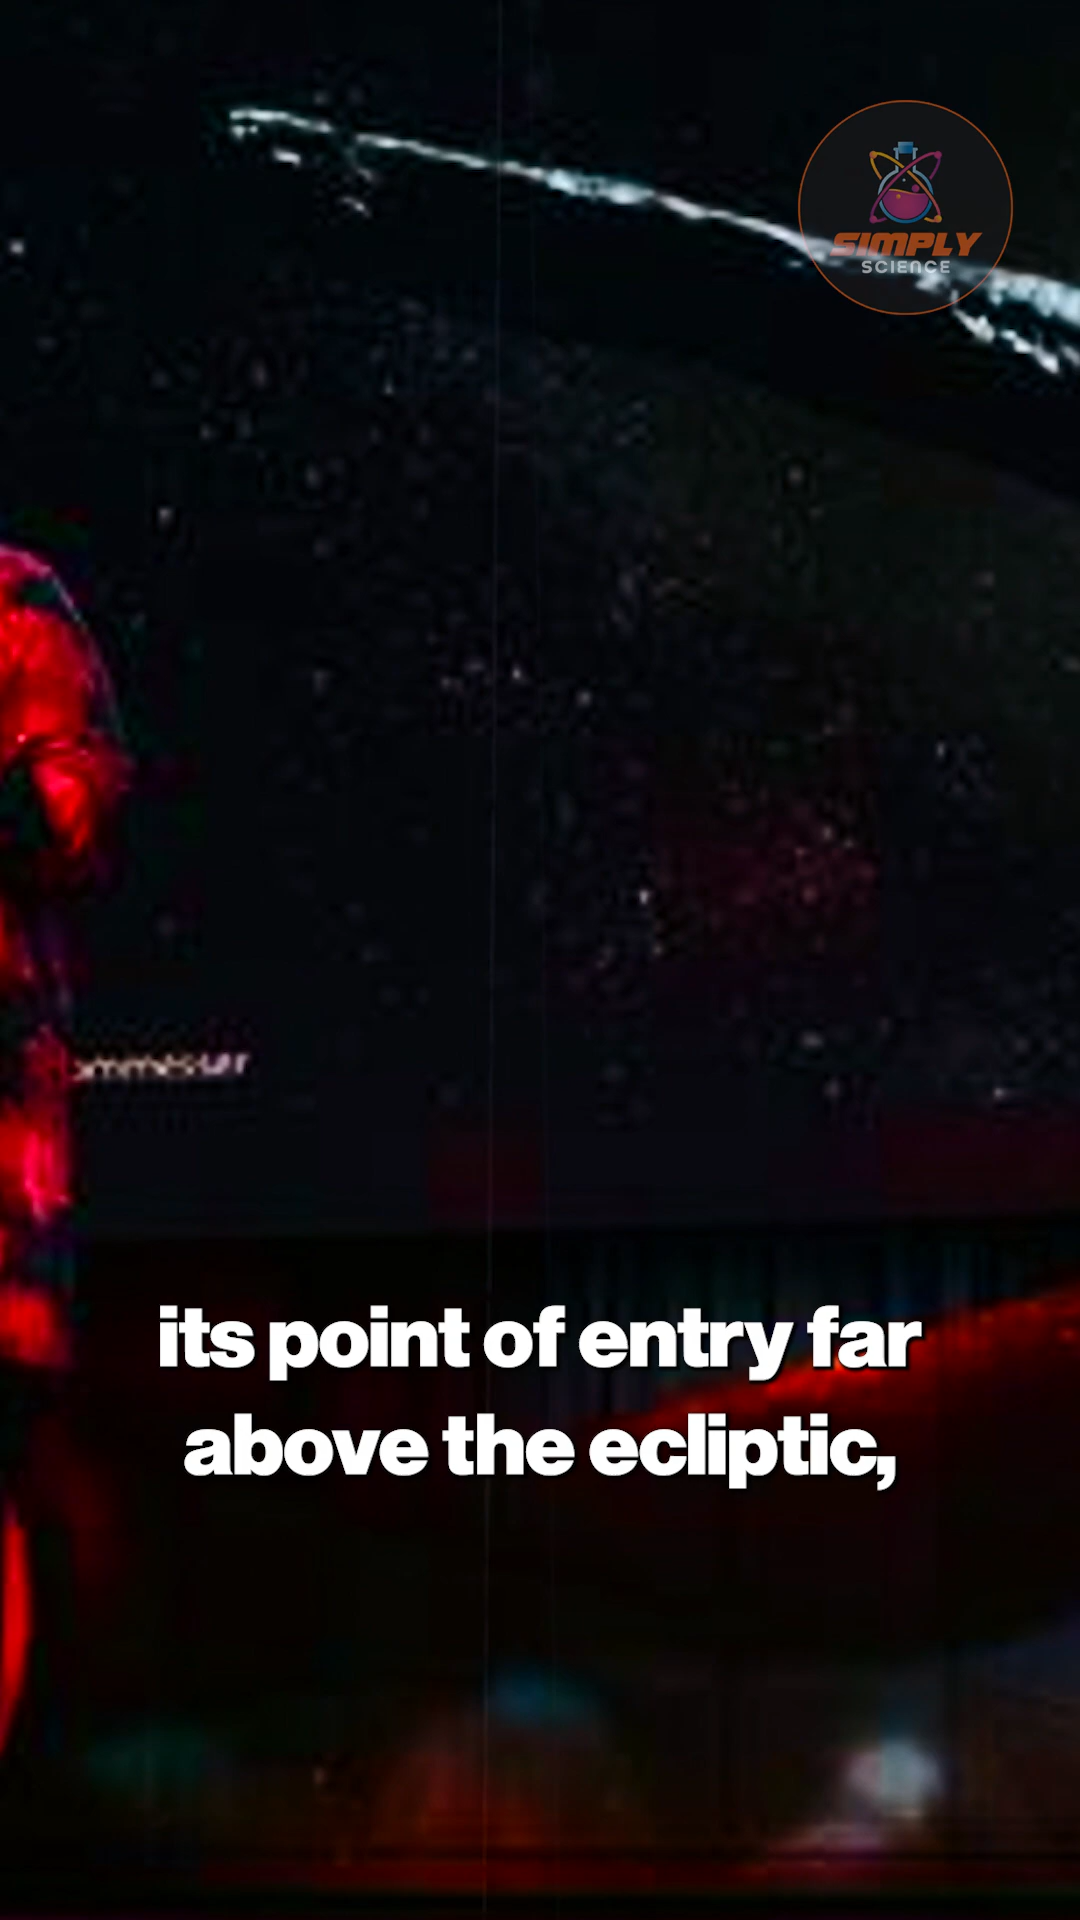 SIMPLY
SCIENCE
its point of entry far
above the ecliptic,